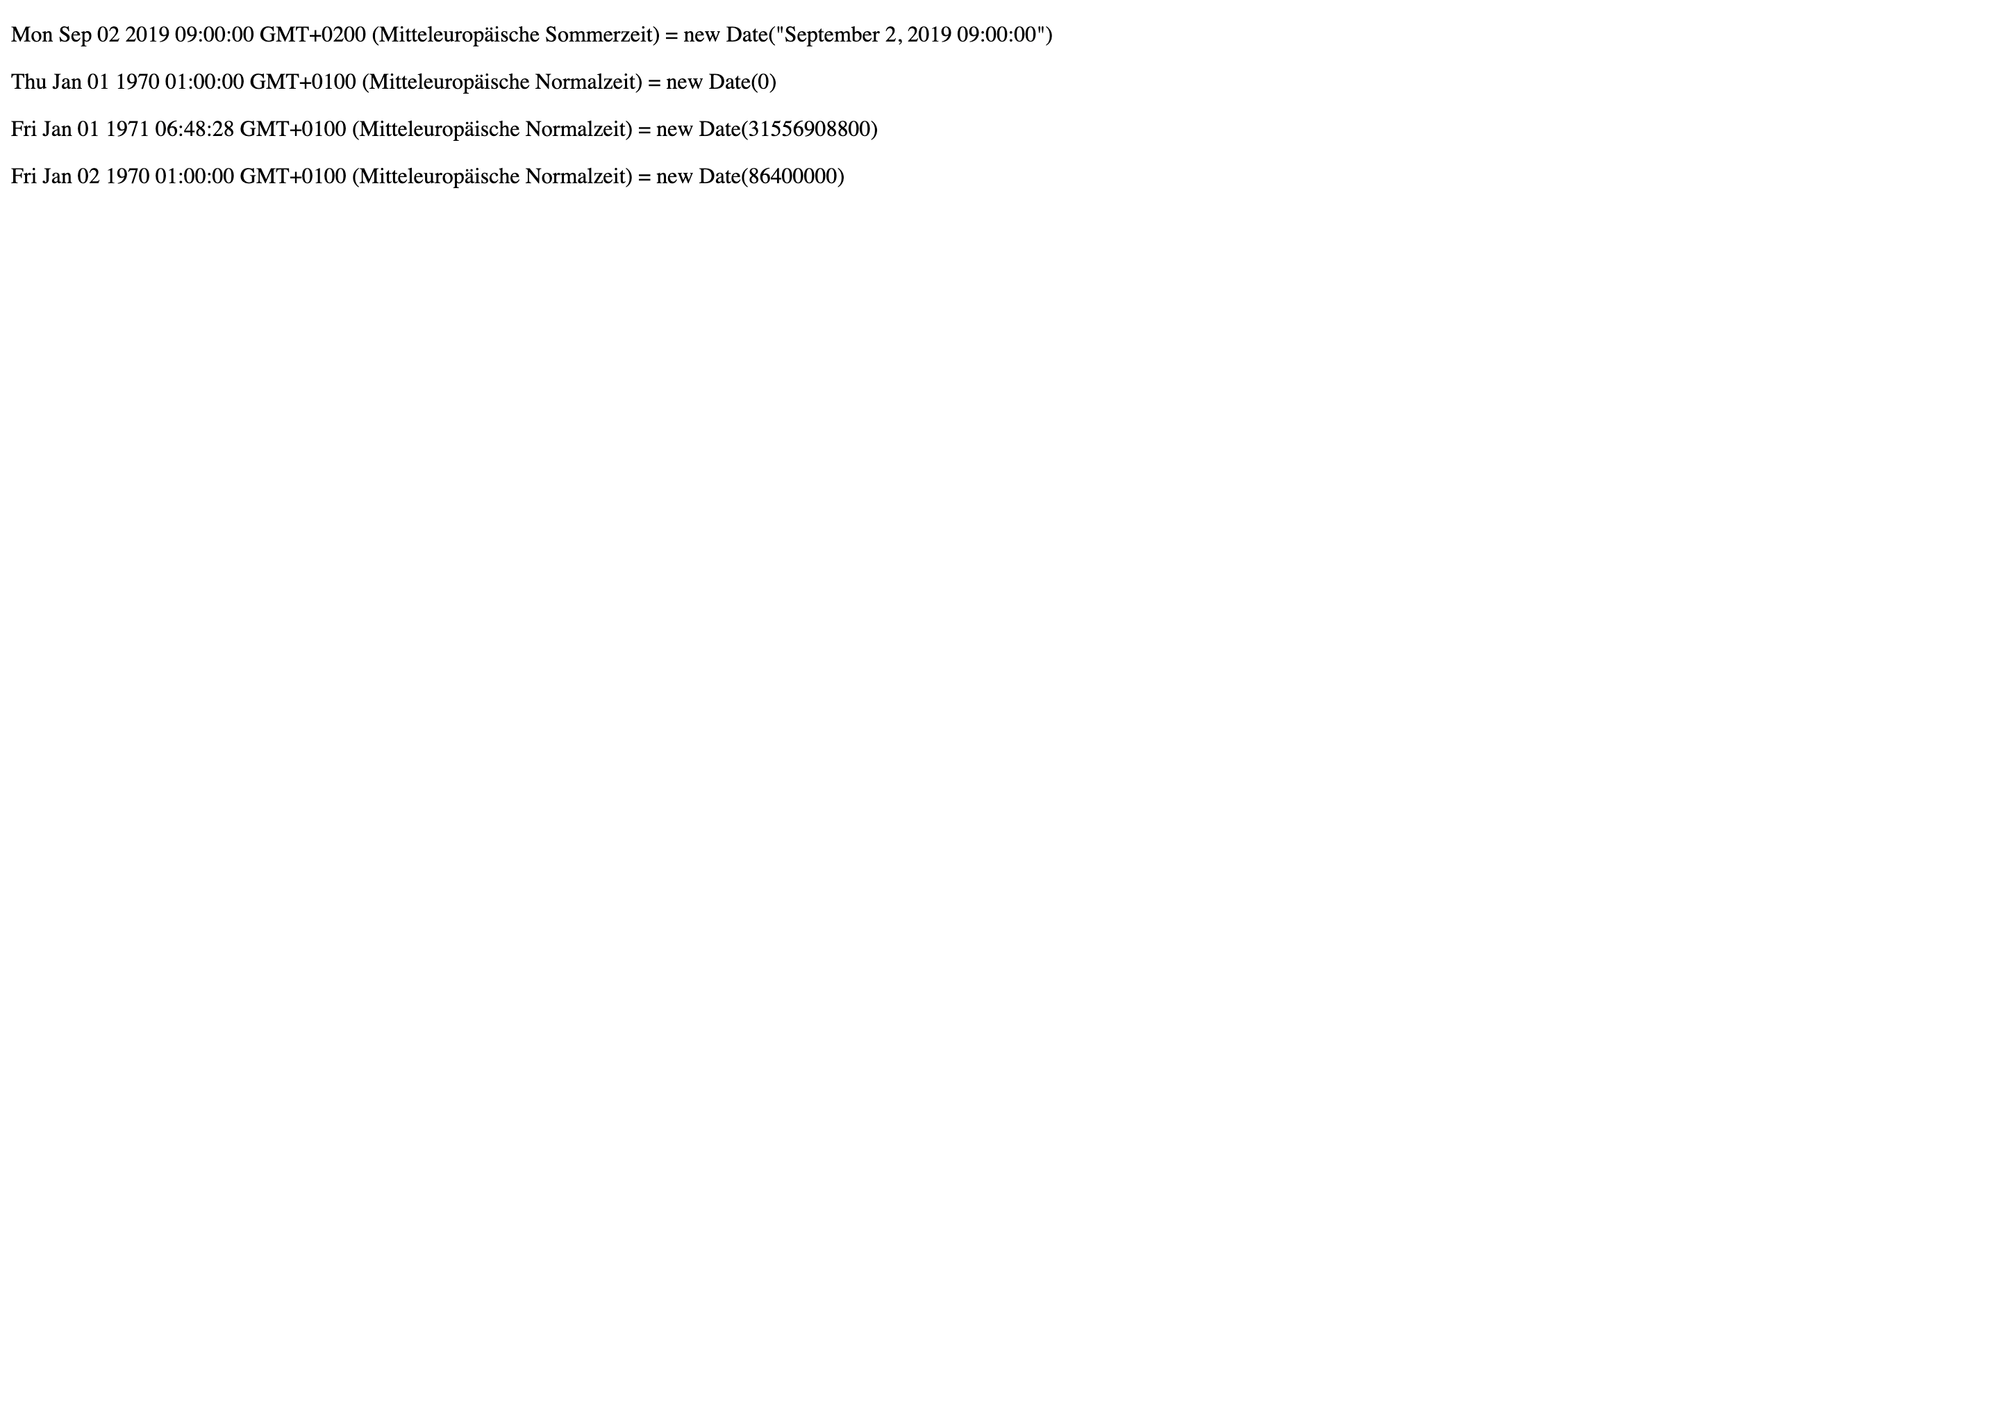 Mon Sep 02 2019 09:00:00 GMT+0200 (Mitteleuropäische Sommerzeit) = new Date("September 2, 2019 09:00:00")
Thu Jan 01 1970 01:00:00 GMT+0100 (Mitteleuropäische Normalzeit) = new Date(0)
Fri Jan 01 1971 06:48:28 GMT+0100 (Mitteleuropäische Normalzeit) = new Date(31556908800)
Fri Jan 02 1970 01:00:00 GMT+0100 (Mitteleuropäische Normalzeit) = new Date(86400000)